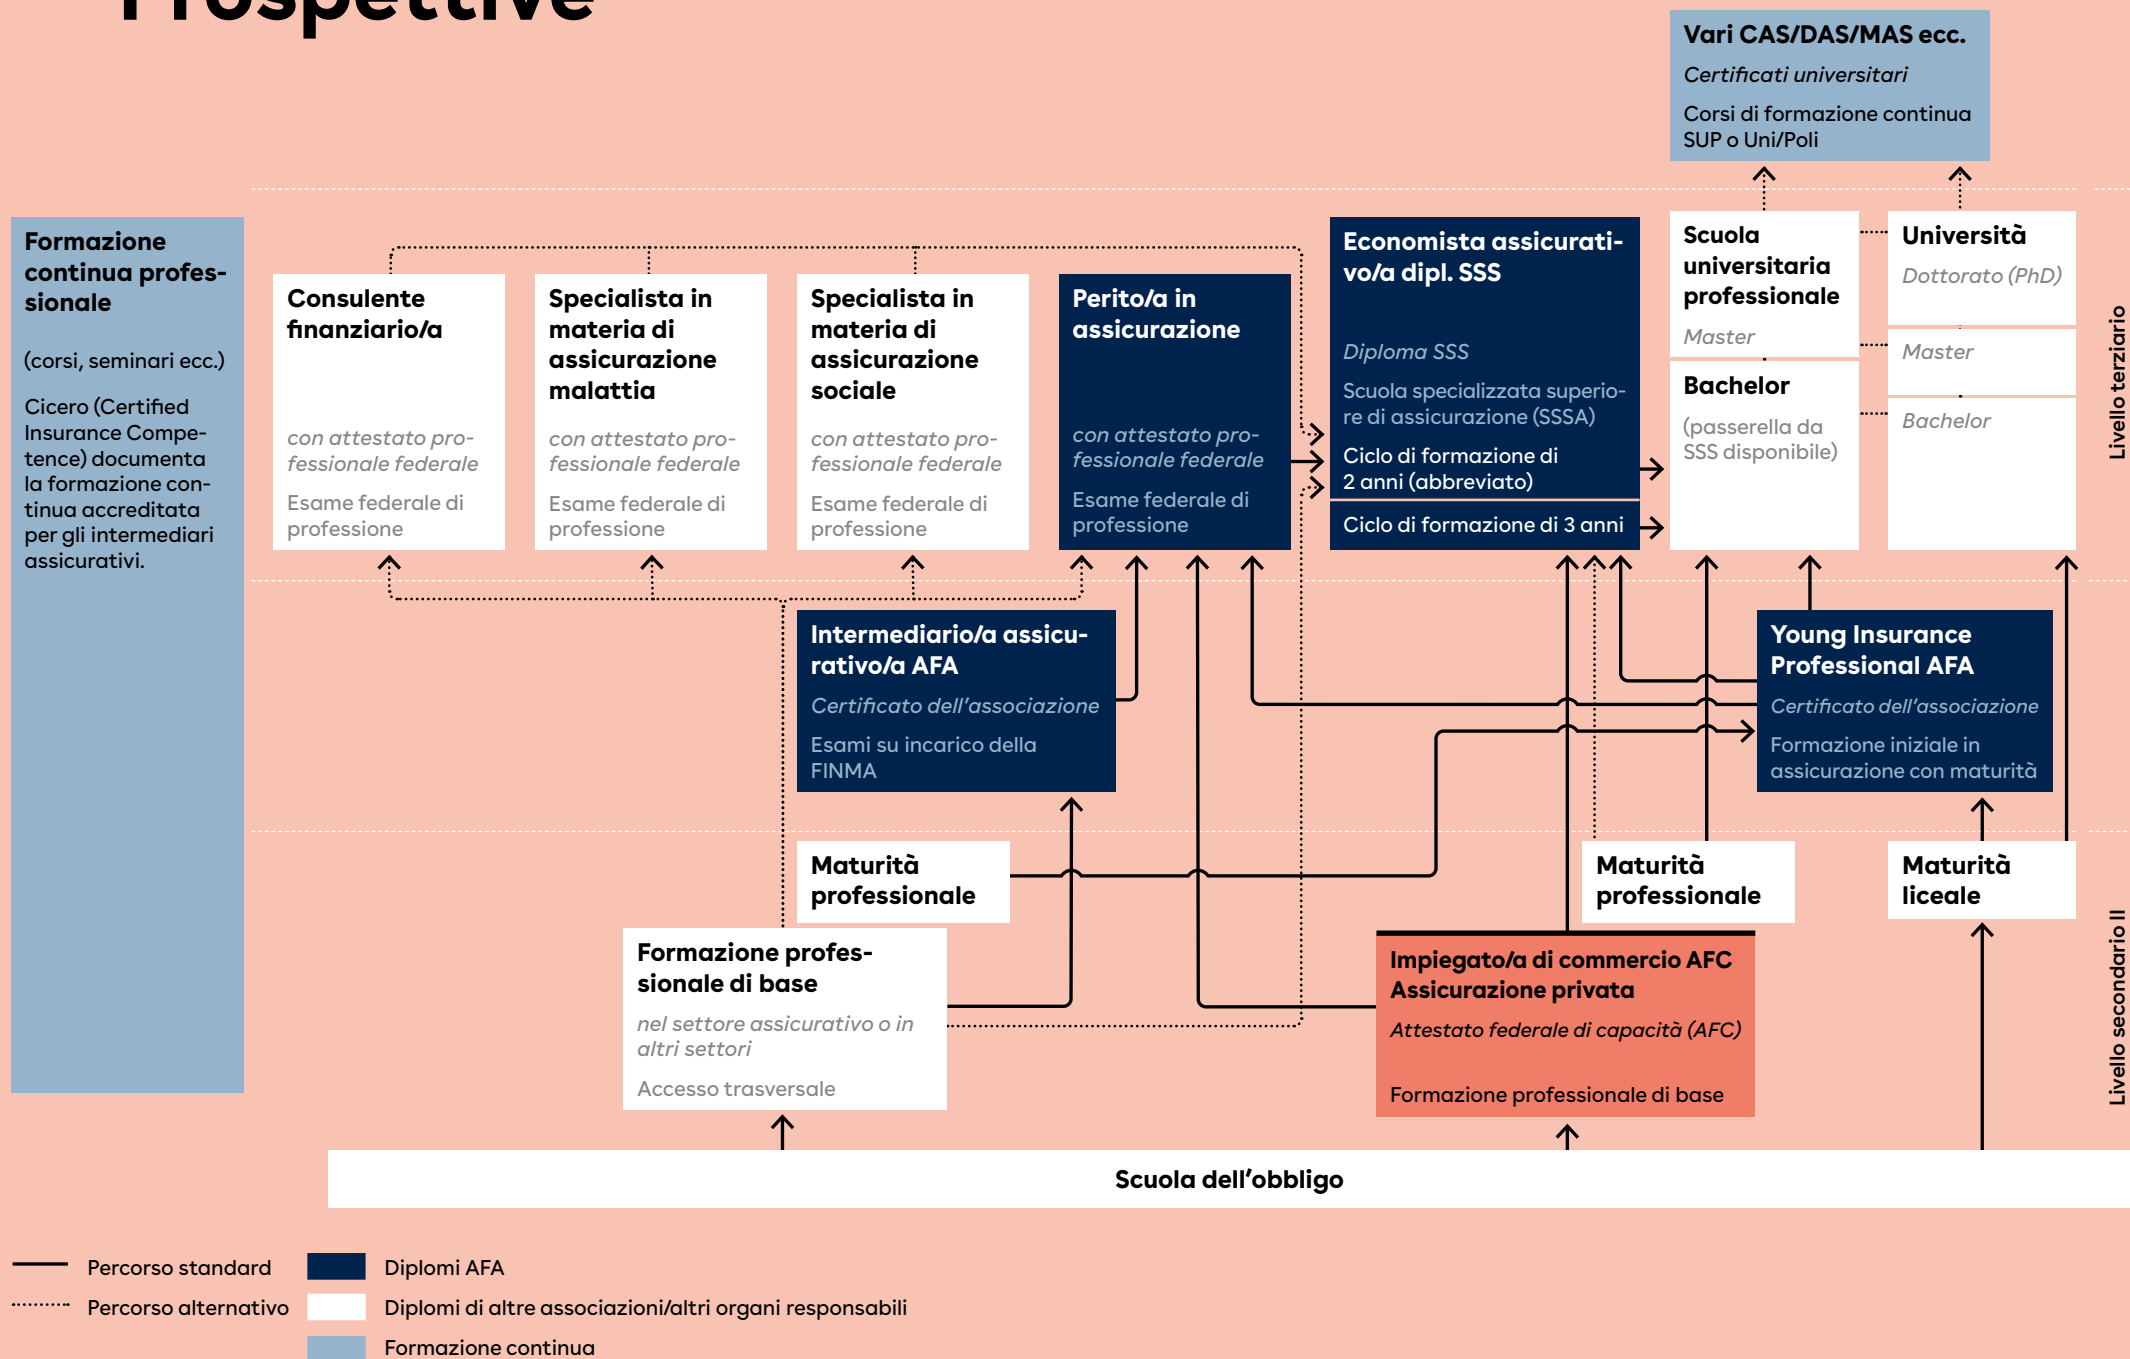 Prospettive
Vari CAS/DAS/MAS ecc.
Certificati universitari
Corsi di formazione continua
SUP o Uni/Poli
Formazione
continua profes-
sionale
(corsi, seminari ecc.)
Cicero (Certified
Insurance Compe-
tence) documenta
la formazione con-
tinua accreditata
per gli intermediari
assicurativi.
Consulente
finanziario/a
con attestato pro-
fessionale federale
Esame federale di
professione
Specialista in
materia di
assicurazione
malattia
con attestato pro-
fessionale federale
Esame federale di
professione
Specialista in
materia di
assicurazione
sociale
con attestato pro-
fessionale federale
Esame federale di
professione
Perito/a in
assicurazione
con attestato pro-
fessionale federale
Esame federale di
professione
Economista assicurati-
vo/a dipl. SSS
Diploma SSS
Scuola specializzata superio-
re di assicurazione (SSSA)
Ciclo di formazione di
2 anni (abbreviato)
Ciclo di formazione di 3 anni
Scuola
universitaria
professionale
Master
Bachelor
(passerella da
SSS disponibile)
Università
Dottorato (PhD)
Master
Bachelor
Livello terziario
Intermediario/a assicu-
rativo/a AFA
Certificato dell'associazione
Esami su incarico della
FINMA
Young Insurance
Professional AFA
Certificato dell'associazione
Formazione iniziale in
assicurazione con maturità
Maturità
professionale
Maturità
professionale
Maturità
liceale
Formazione profes-
sionale di base
nel settore assicurativo o in
altri settori
Accesso trasversale
Impiegato/a di commercio AFC
Assicurazione privata
Attestato federale di capacità (AFC)
Formazione professionale di base
Livello secondario II
Scuola dell'obbligo
Percorso standard
Percorso alternativo
Diplomi AFA
Diplomi di altre associazioni/altri organi responsabili
Formazione continua